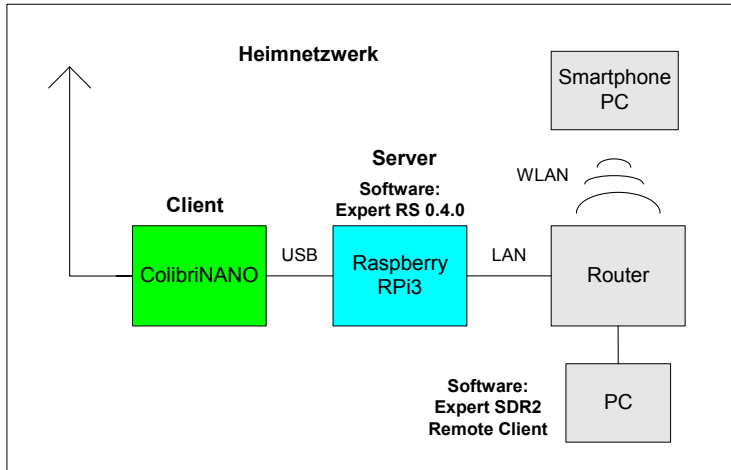 Heimnetzwerk
Smartphone
PC
Server
WLAN
Software:
Expert RS 0.4.0
Client
ColibriNANO
USB
Raspberry
RPi3
LAN
Router
Software:
Expert SDR2
Remote Client
PC